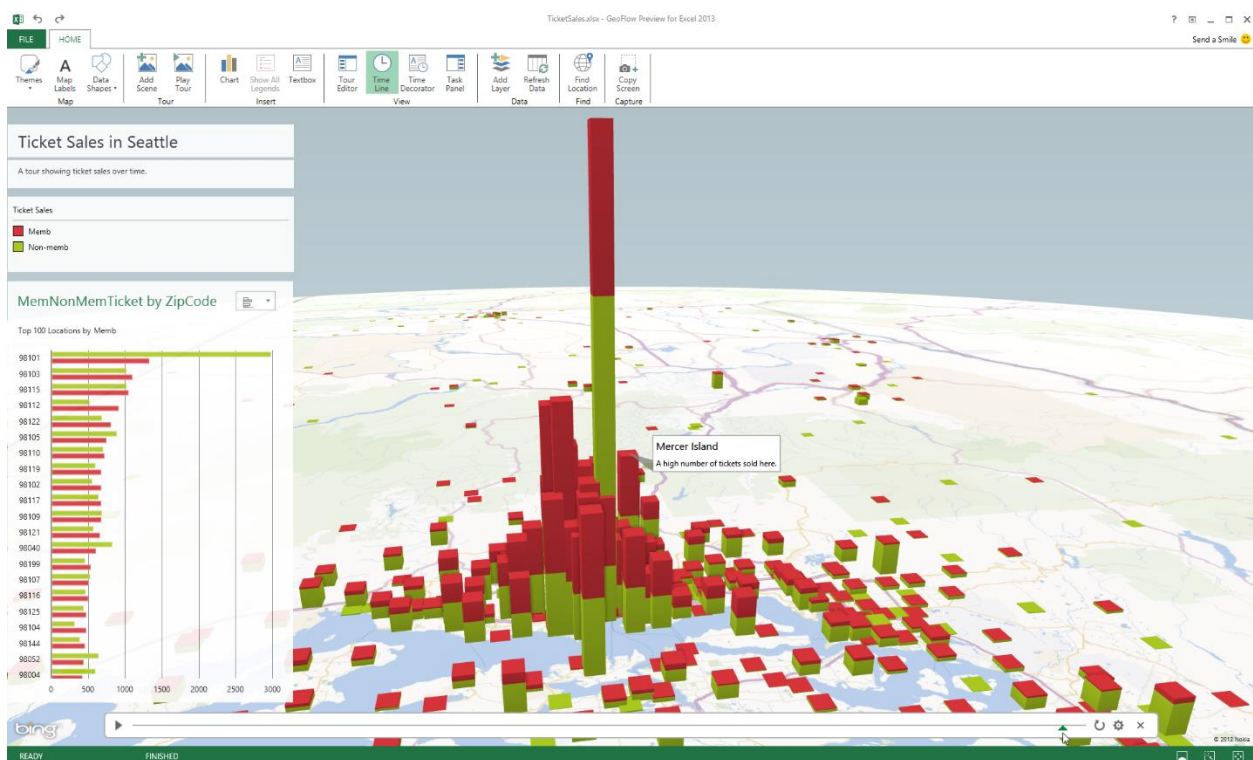 TicketSales.xlsx - GeoFlow Preview for Excel 2013
?
FILE
HOME
Send a Smile
Themes
Map Labels
Data Shapes
Map
Add Scene
Play Tour
Tour
Chart
Show All Legends
Textbox
Insert
Tour Editor
Time Line
Time Decorator
Task Panel
View
Add Layer
Refresh Data
Data
Find Location
Find
Copy Screen
Capture
Ticket Sales in Seattle
A tour showing ticket sales over time.
Ticket Sales
Memb
Non-memb
MemNonMemTicket by ZipCode
Top 100 Locations by Memb
98101
98103
98115
98112
98122
98105
98110
98119
98102
98117
98109
98121
98040
98199
98107
98116
98125
98104
98144
98052
98004
0 500 1000 1500 2000 2500 3000
Mercer Island
A high number of tickets sold here.
bing
© 2012 Nokia
READY
FINISHED